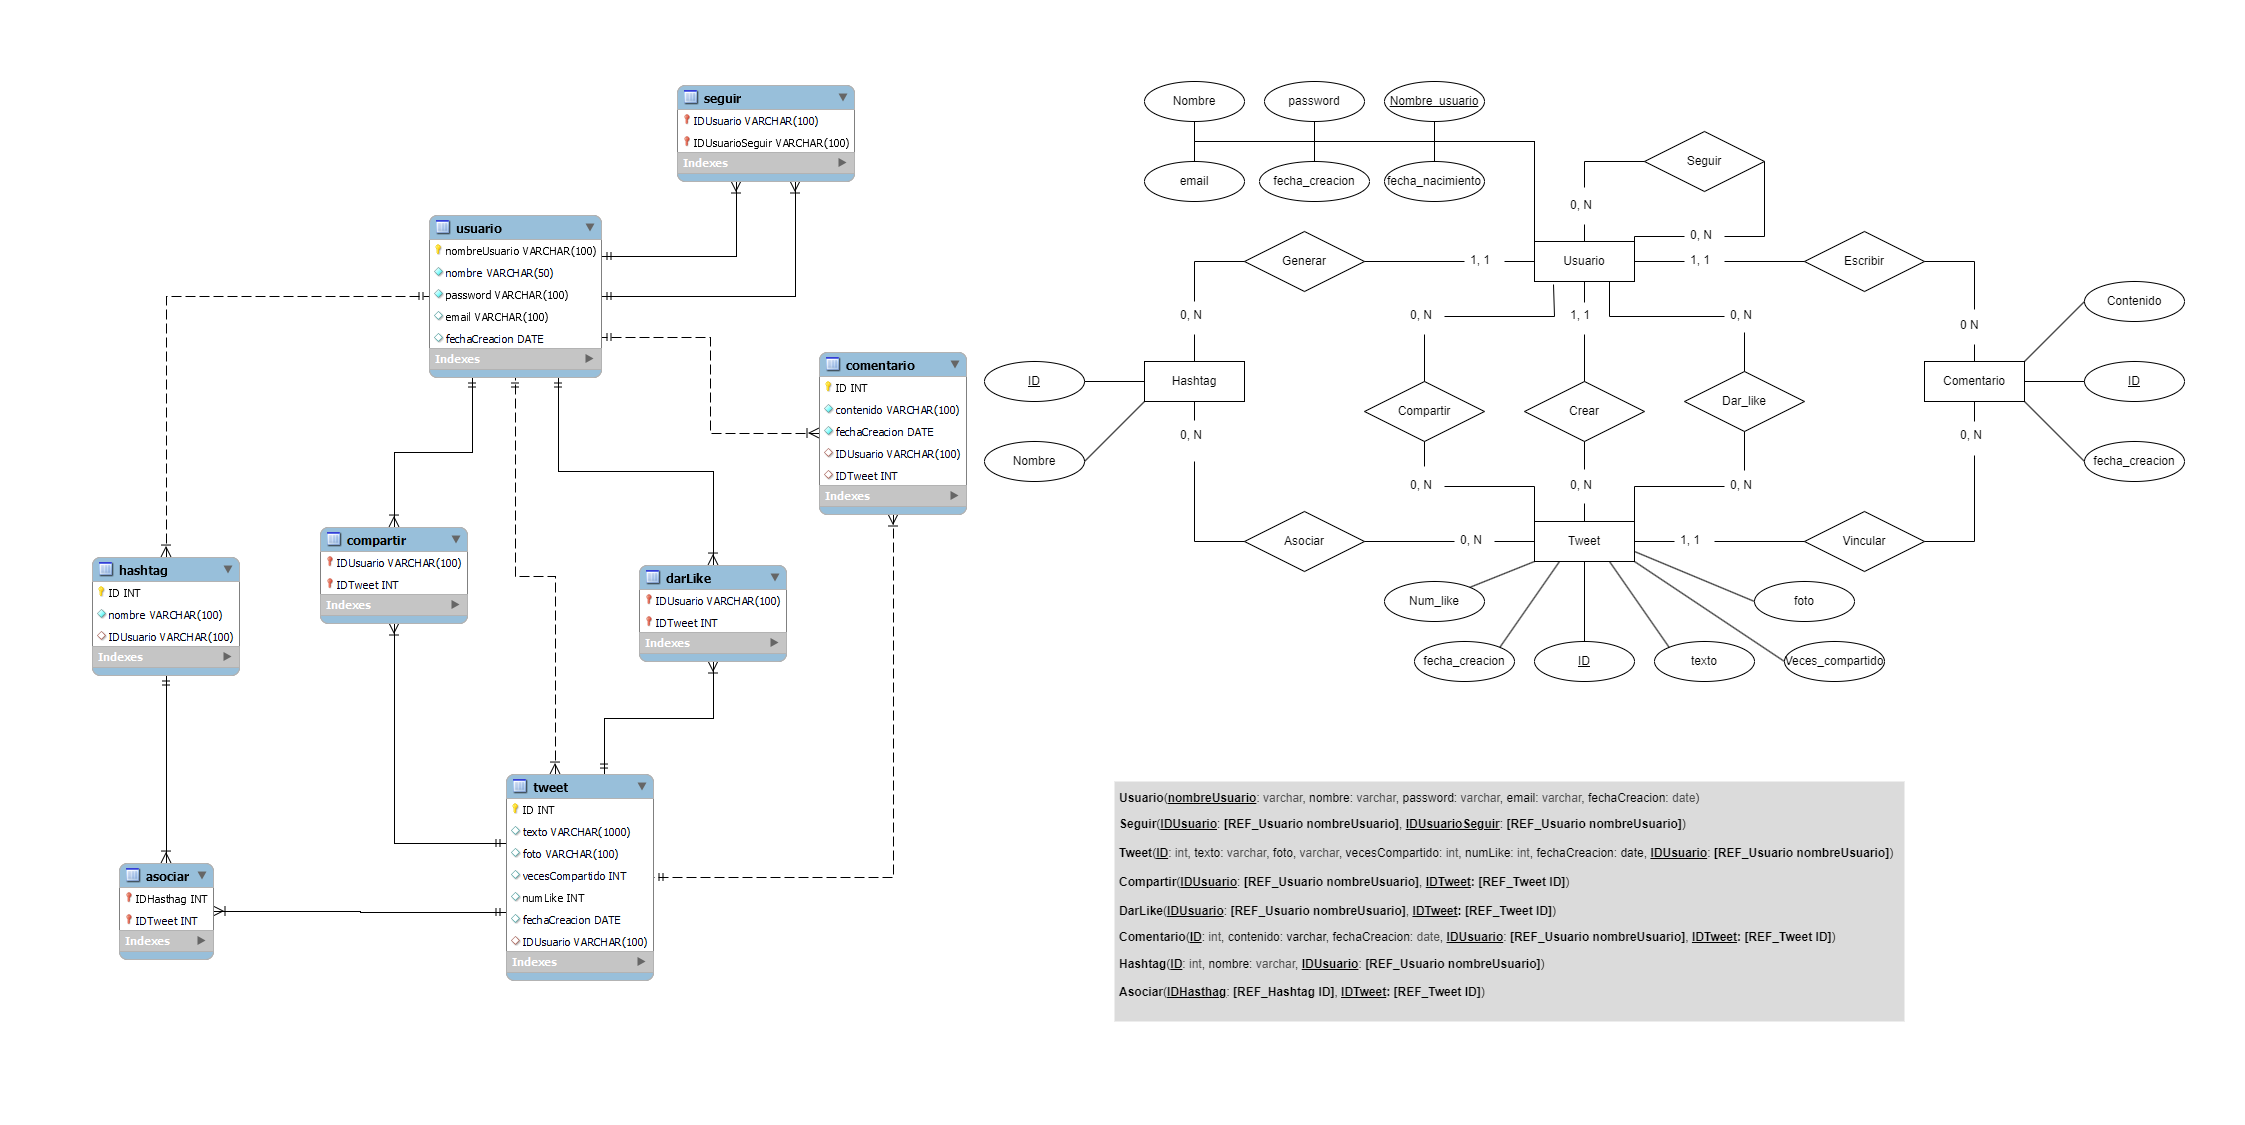 seguir
IDUsuario VARCHAR(100)
IDUsuarioSeguir VARCHAR(100)
Indexes
usuario
nombreUsuario VARCHAR(100)
nombre VARCHAR(50)
password VARCHAR(100)
email VARCHAR(100)
fechaCreacion DATE
Indexes
comentario
ID INT
contenido VARCHAR(100)
fechaCreacion DATE
IDUsuario VARCHAR(100)
IDTweet INT
Indexes
compartir
IDUsuario VARCHAR(100)
IDTweet INT
Indexes
hashtag
ID INT
nombre VARCHAR(100)
IDUsuario VARCHAR(100)
Indexes
darLike
IDUsuario VARCHAR(100)
IDTweet INT
Indexes
tweet
ID INT
texto VARCHAR(1000)
foto VARCHAR(100)
vecesCompartido INT
numLike INT
fechaCreacion DATE
IDUsuario VARCHAR(100)
Indexes
asociar
IDHasthag INT
IDTweet INT
Indexes
Nombre
password
Nombre_usuario
email
fecha_creacion
fecha_nacimiento
Seguir
0, N
0, N
Generar
1, 1
Usuario
1, 1
Escribir
0, N
0, N
1, 1
0, N
0 N
Contenido
ID
Hashtag
Compartir
Crear
Dar_like
Comentario
ID
Nombre
0, N
0, N
fecha_creacion
0, N
0, N
0, N
Asociar
0, N
Tweet
1, 1
Vincular
Num_like
foto
fecha_creacion
ID
texto
Veces_compartido
Usuario(nombreUsuario: varchar, nombre: varchar, password: varchar, email: varchar, fechaCreacion: date)
Seguir(IDUsuario: [REF_Usuario nombreUsuario], IDUsuarioSeguir: [REF_Usuario nombreUsuario])
Tweet(ID: int, texto: varchar, foto, varchar, vecesCompartido: int, numLike: int, fechaCreacion: date, IDUsuario: [REF_Usuario nombreUsuario])
Compartir(IDUsuario: [REF_Usuario nombreUsuario], IDTweet: [REF_Tweet ID])
DarLike(IDUsuario: [REF_Usuario nombreUsuario], IDTweet: [REF_Tweet ID])
Comentario(ID: int, contenido: varchar, fechaCreacion: date, IDUsuario: [REF_Usuario nombreUsuario], IDTweet: [REF_Tweet ID])
Hashtag(ID: int, nombre: varchar, IDUsuario: [REF_Usuario nombreUsuario])
Asociar(IDHasthag: [REF_Hashtag ID], IDTweet: [REF_Tweet ID])